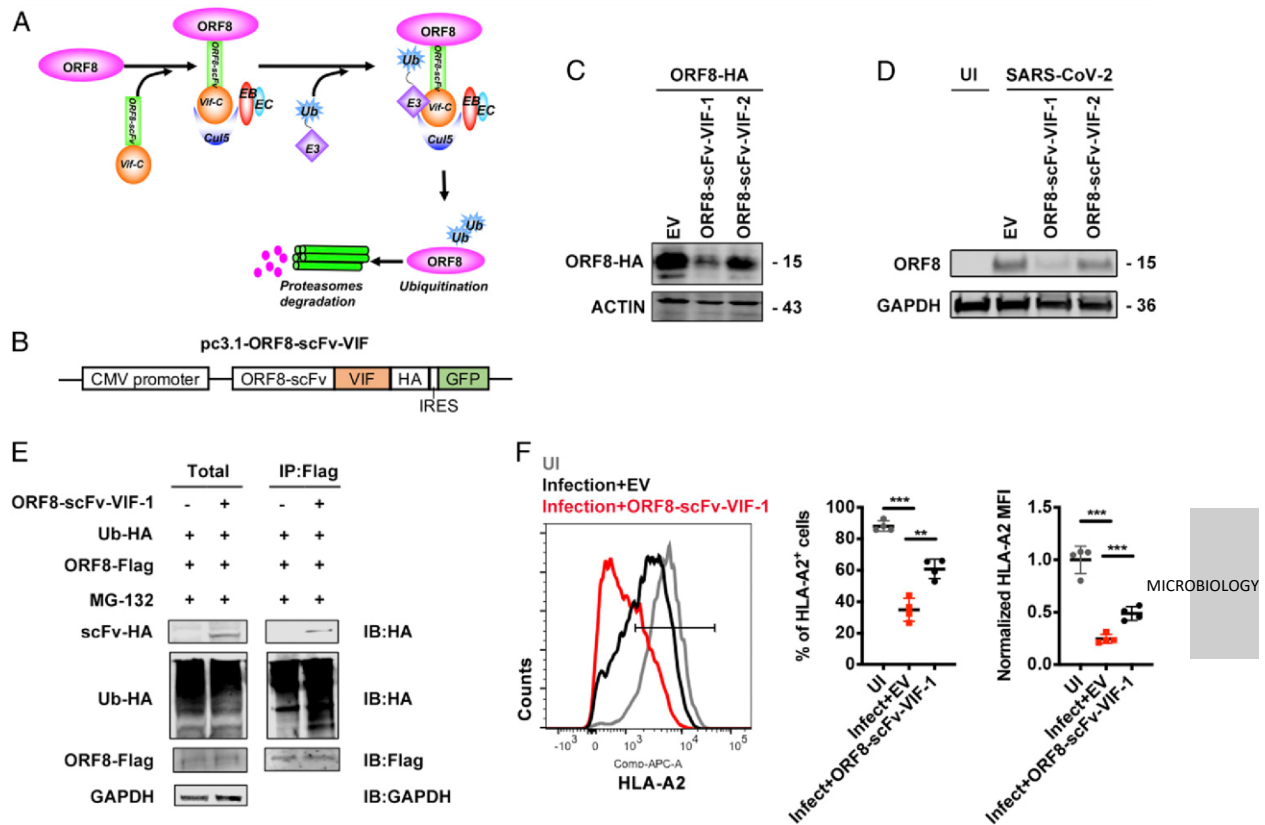 A
ORF8
ORF8-scFv
Vif-C
ORF8
ORF8-scFv
Vif-C
EB
EC
Cul5
Ub
E3
ORF8
ORF8-scFv
Ub
E3
Vif-C
EB
EC
Cul5
Ub
Ub
ORF8
Ubiquitination
Proteasomes
degradation
B
pc3.1-ORF8-scFv-VIF
CMV promoter
ORF8-scFv
VIF
HA
GFP
IRES
C
ORF8-HA
EV
ORF8-scFv-VIF-1
ORF8-scFv-VIF-2
ORF8-HA
- 15
ACTIN
- 43
D
UI
SARS-CoV-2
EV
ORF8-scFv-VIF-1
ORF8-scFv-VIF-2
ORF8
- 15
GAPDH
- 36
E
Total
IP:Flag
ORF8-scFv-VIF-1 - + - +
Ub-HA + + + +
ORF8-Flag + + + +
MG-132 + + + +
scFv-HA IB:HA
Ub-HA IB:HA
ORF8-Flag IB:Flag
GAPDH IB:GAPDH
F
UI
Infection+EV
Infection+ORF8-scFv-VIF-1
Counts
-10³ 0 10³ 10⁴ 10⁵
Comp-APC-A
HLA-A2
% of HLA-A2⁺ cells
100
80
60
40
20
0
***
**
UI
Infect+EV
Infect+ORF8-scFv-VIF-1
Normalized HLA-A2 MFI
1.5
1.0
0.5
0.0
***
***
UI
Infect+EV
Infect+ORF8-scFv-VIF-1
MICROBIOLOGY